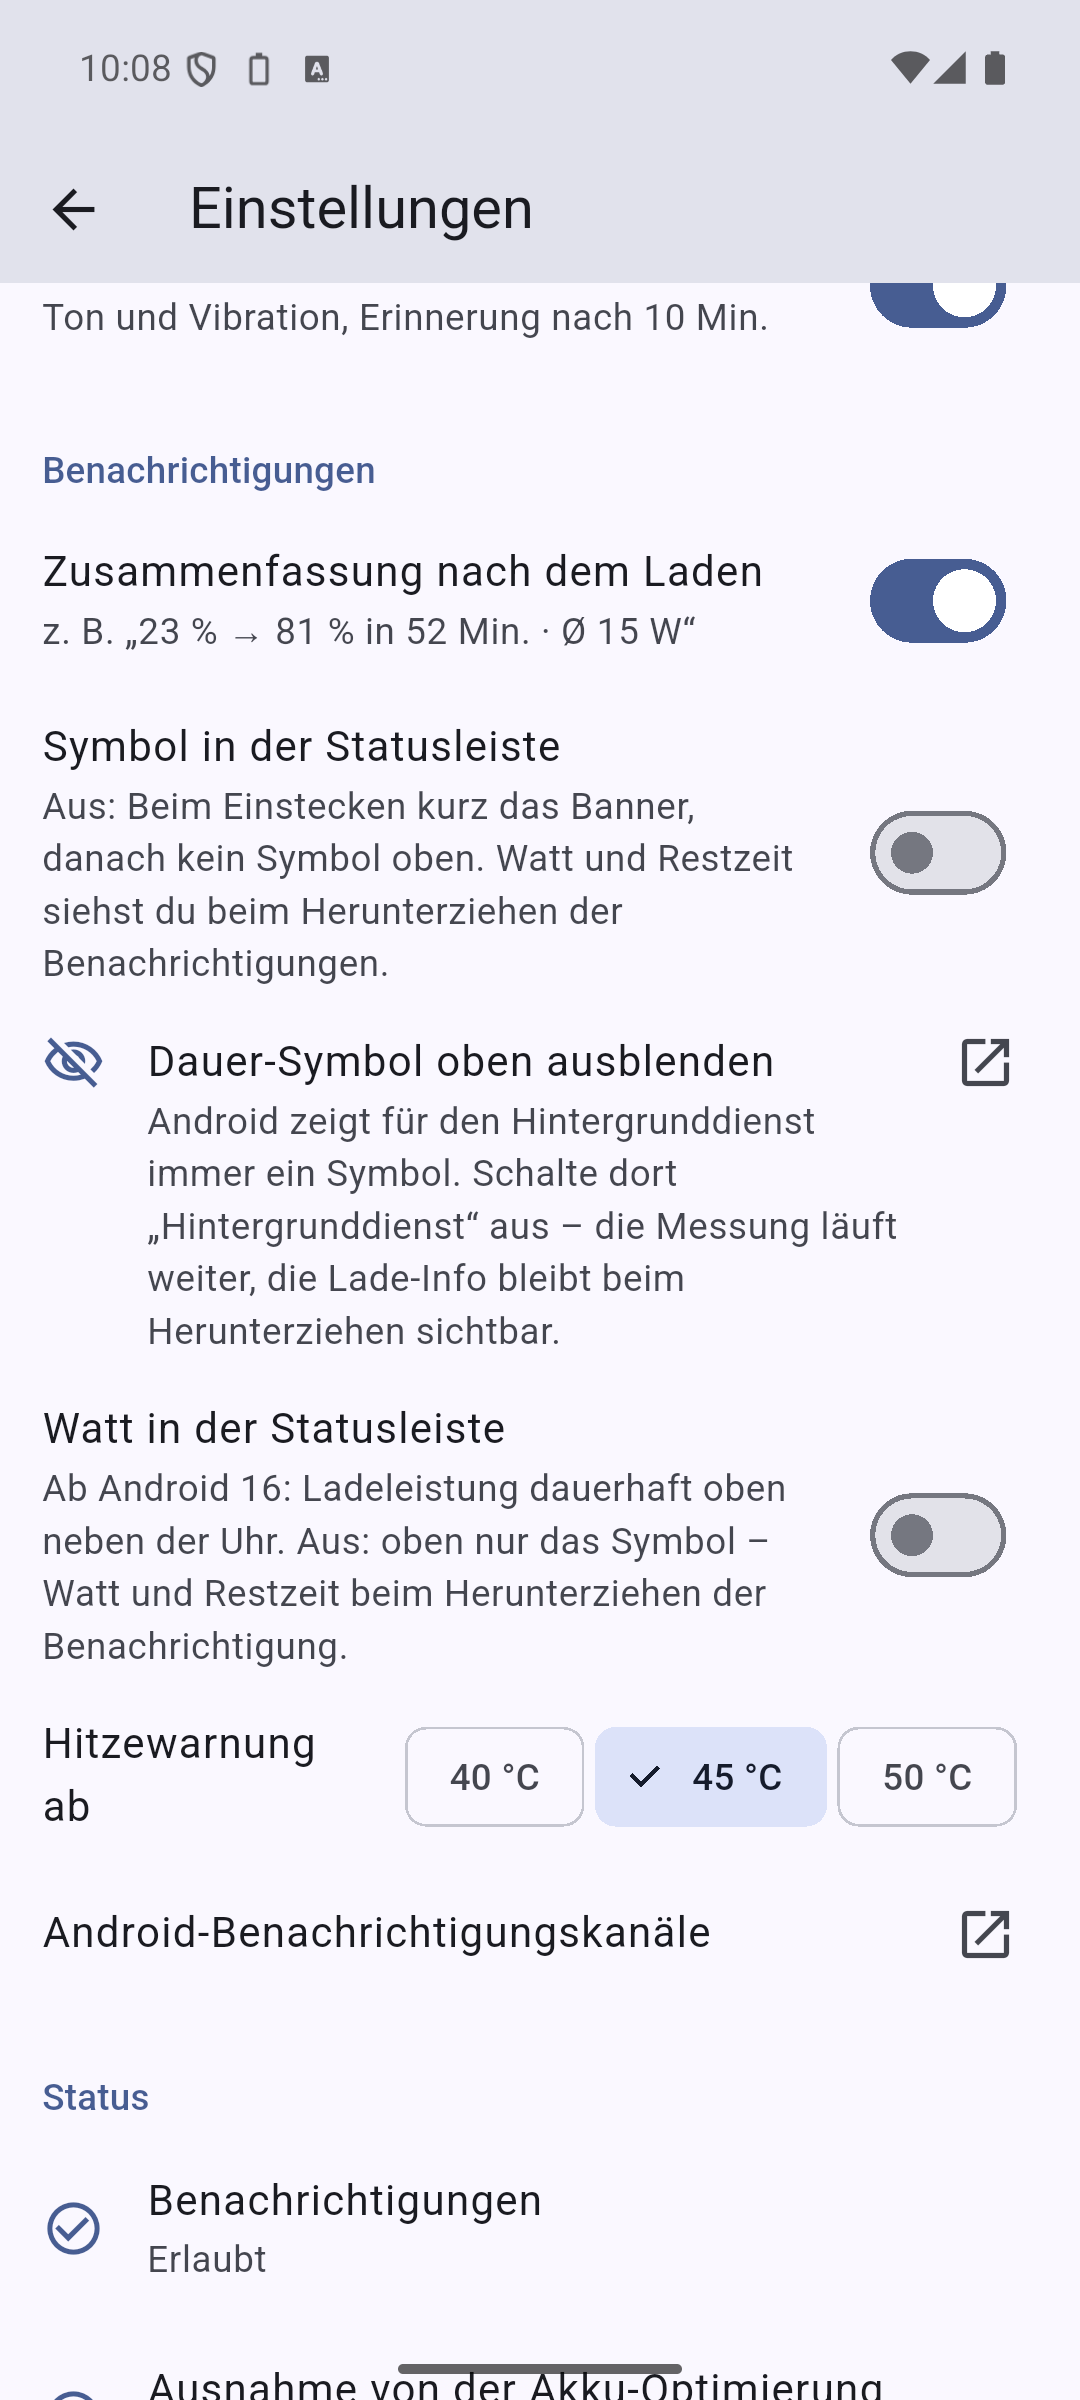 10:08
Einstellungen
Ton und Vibration, Erinnerung nach 10 Min.
Benachrichtigungen
Zusammenfassung nach dem Laden
z. B. „23 % → 81 % in 52 Min. · Ø 15 W“
Symbol in der Statusleiste
Aus: Beim Einstecken kurz das Banner,
danach kein Symbol oben. Watt und Restzeit
siehst du beim Herunterziehen der
Benachrichtigungen.
Dauer-Symbol oben ausblenden
Android zeigt für den Hintergrunddienst
immer ein Symbol. Schalte dort
„Hintergrunddienst“ aus – die Messung läuft
weiter, die Lade-Info bleibt beim
Herunterziehen sichtbar.
Watt in der Statusleiste
Ab Android 16: Ladeleistung dauerhaft oben
neben der Uhr. Aus: oben nur das Symbol –
Watt und Restzeit beim Herunterziehen der
Benachrichtigung.
Hitzewarnung
ab
40 °C
45 °C
50 °C
Android-Benachrichtigungskanäle
Status
Benachrichtigungen
Erlaubt
Ausnahme von der Akku-Optimierung